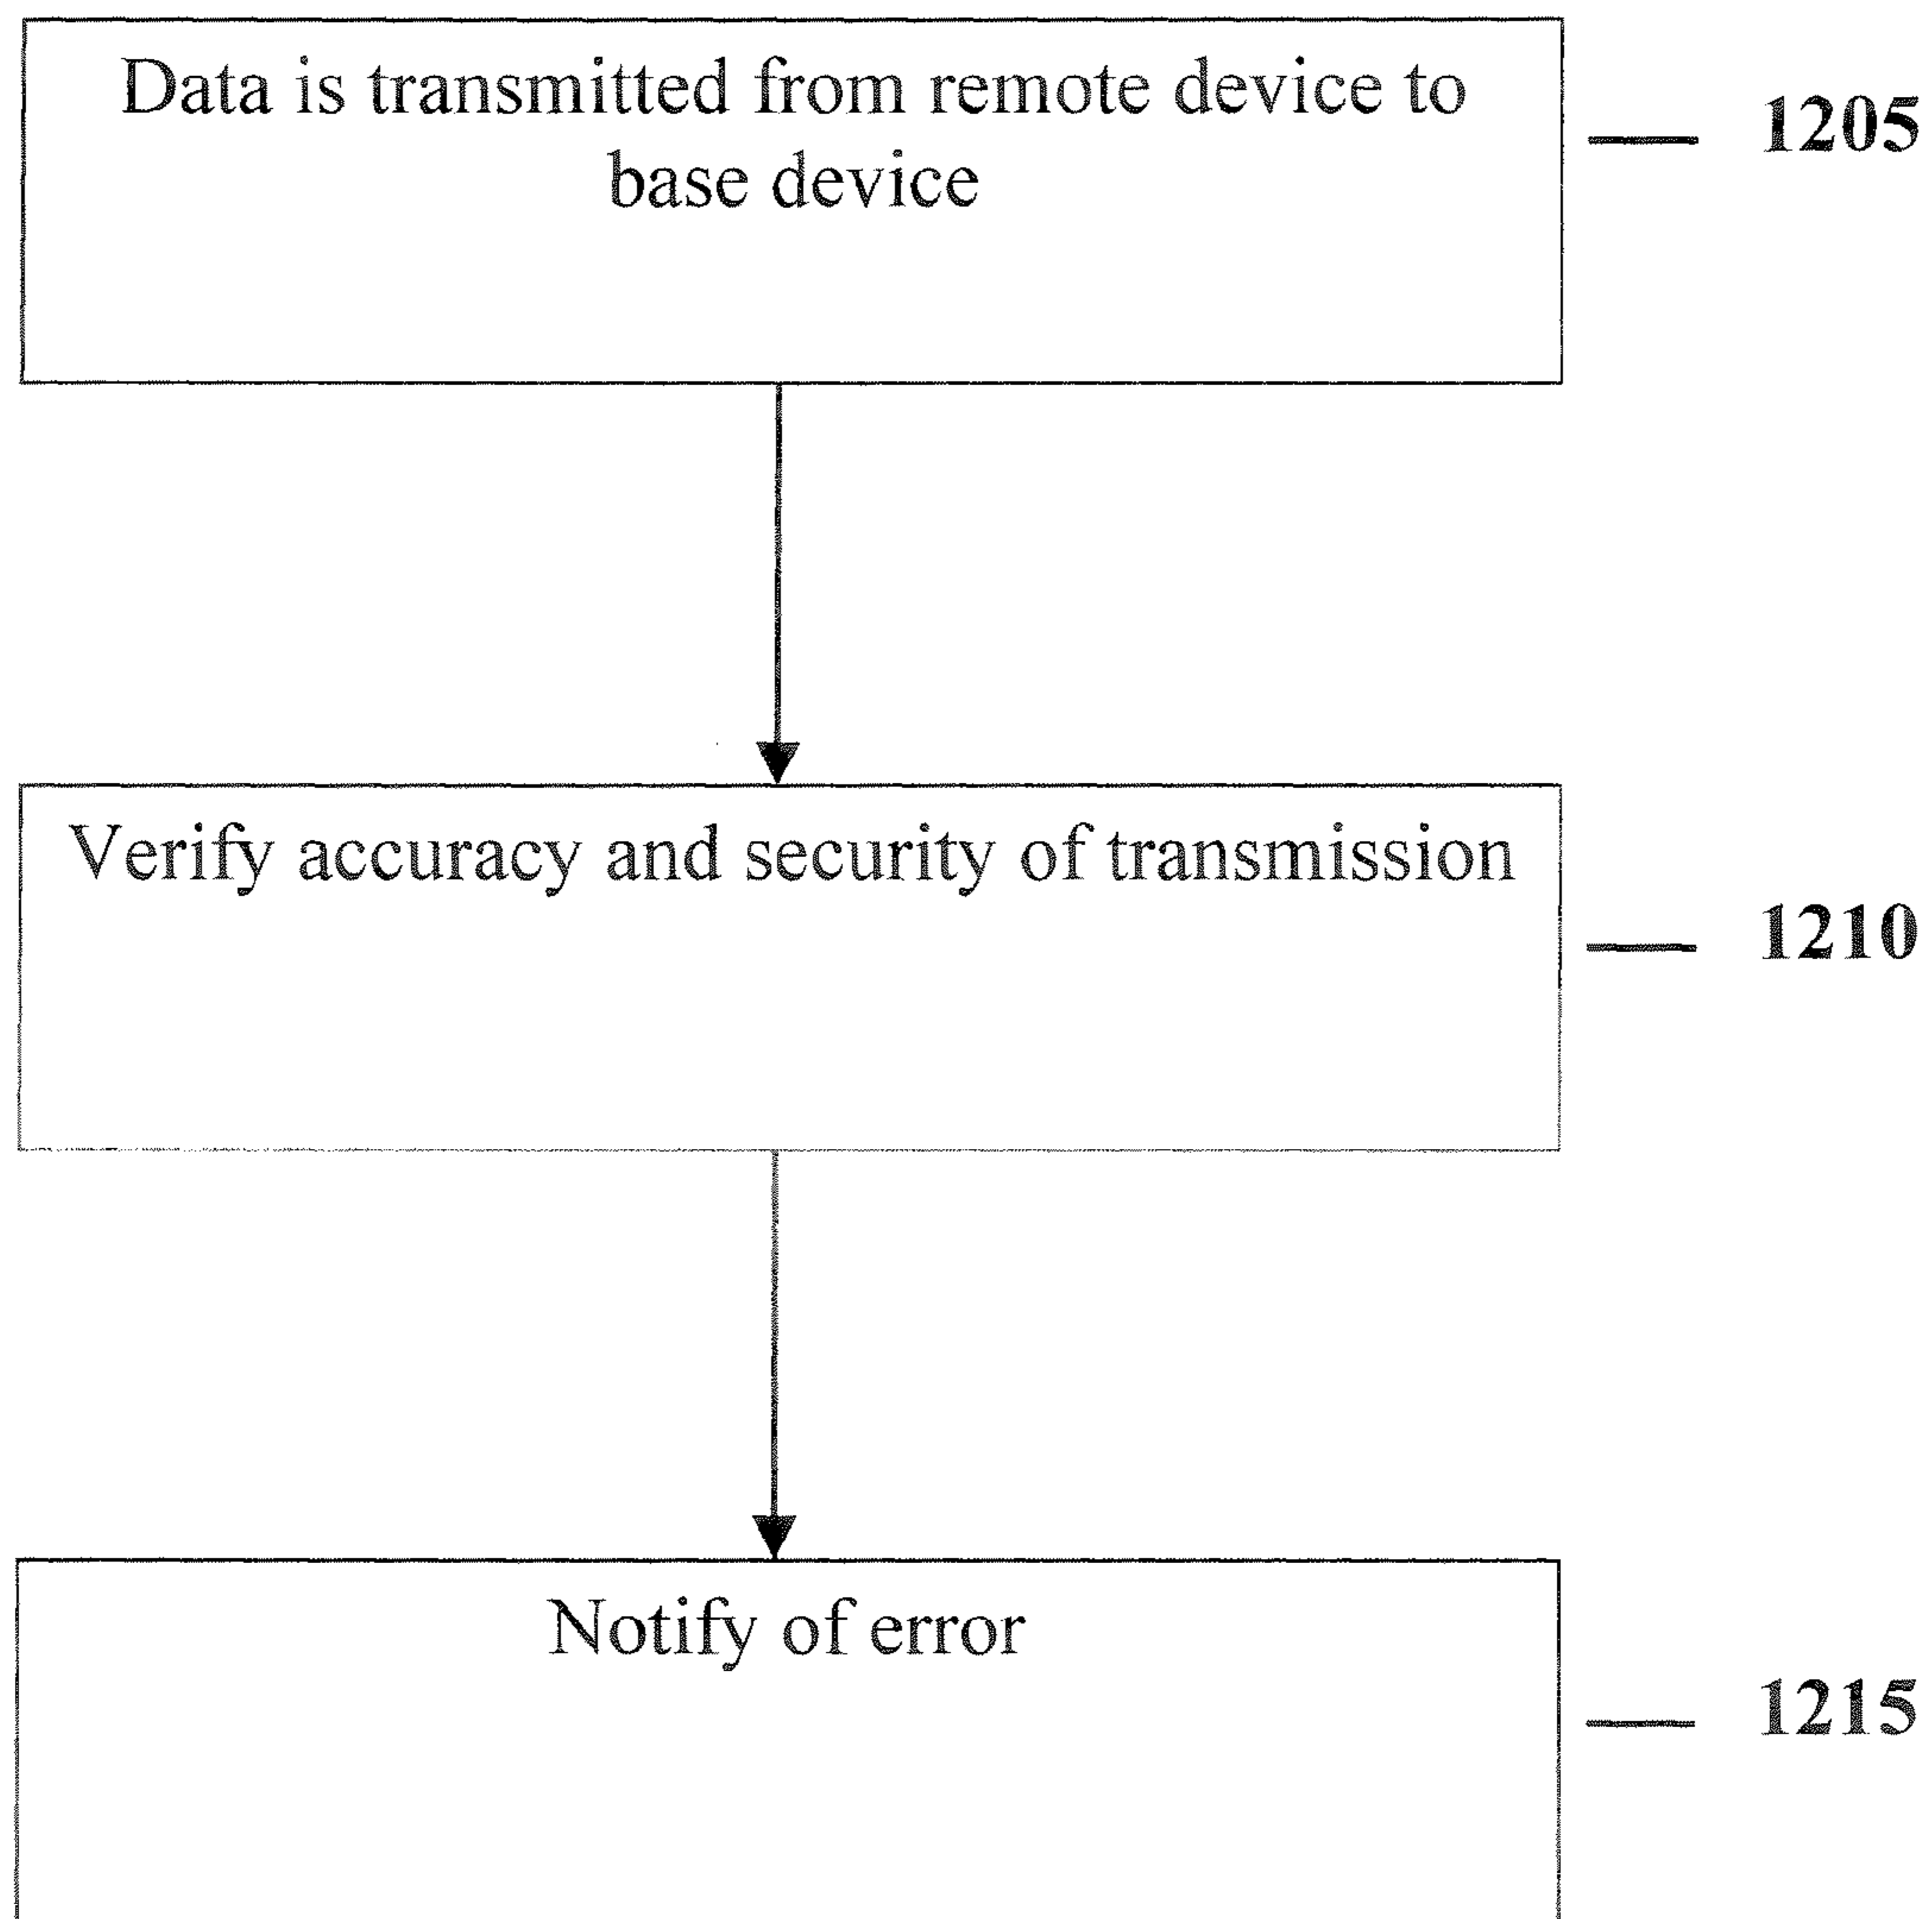 Data is transmitted from remote device to
base device
1205
Verify accuracy and security of transmission
1210
Notify of error
1215